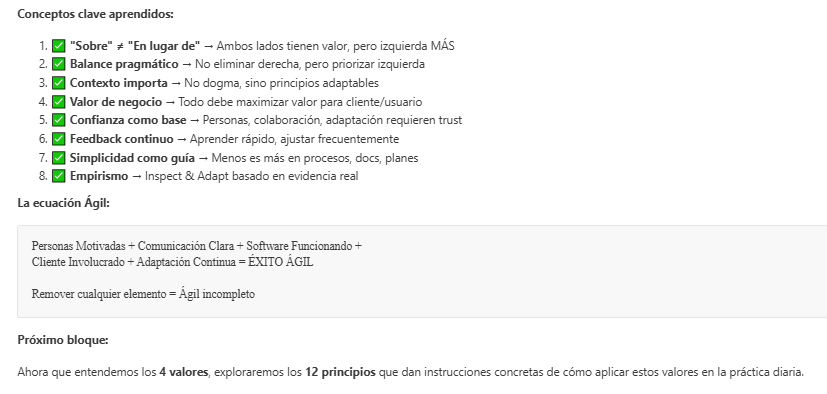 Conceptos clave aprendidos:
1. ✅ "Sobre" ≠ "En lugar de" → Ambos lados tienen valor, pero izquierda MÁS
2. ✅ Balance pragmático → No eliminar derecha, pero priorizar izquierda
3. ✅ Contexto importa → No dogma, sino principios adaptables
4. ✅ Valor de negocio → Todo debe maximizar valor para cliente/usuario
5. ✅ Confianza como base → Personas, colaboración, adaptación requieren trust
6. ✅ Feedback continuo → Aprender rápido, ajustar frecuentemente
7. ✅ Simplicidad como guía → Menos es más en procesos, docs, planes
8. ✅ Empirismo → Inspect & Adapt basado en evidencia real
La ecuación Ágil:
Personas Motivadas + Comunicación Clara + Software Funcionando +
Cliente Involucrado + Adaptación Continua = ÉXITO ÁGIL
Remover cualquier elemento = Ágil incompleto
Próximo bloque:
Ahora que entendemos los 4 valores, exploraremos los 12 principios que dan instrucciones concretas de cómo aplicar estos valores en la práctica diaria.